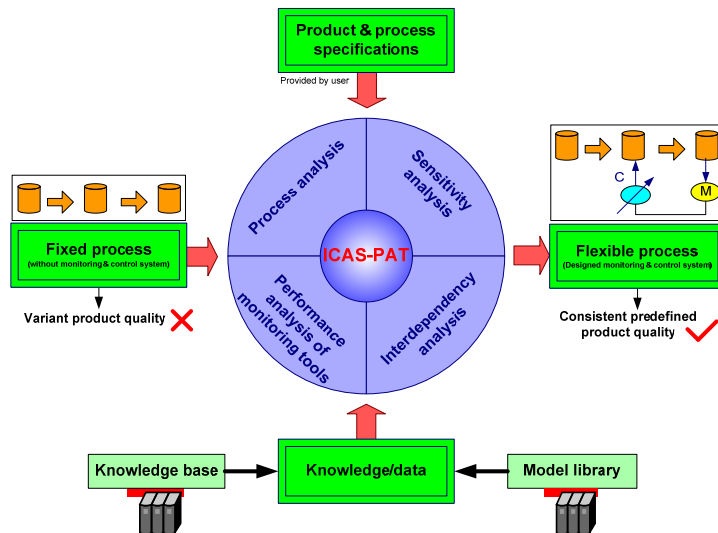 Product & process
specifications
Provided by user
Process analysis
Sensitivity
analysis
C
M
ICAS-PAT
Fixed process
(without monitoring & control system)
Flexible process
(Designed monitoring & control system)
Variant product quality
Consistent predefined
product quality
Performance
analysis of
monitoring tools
Interdependency
analysis
Knowledge base
Knowledge/data
Model library